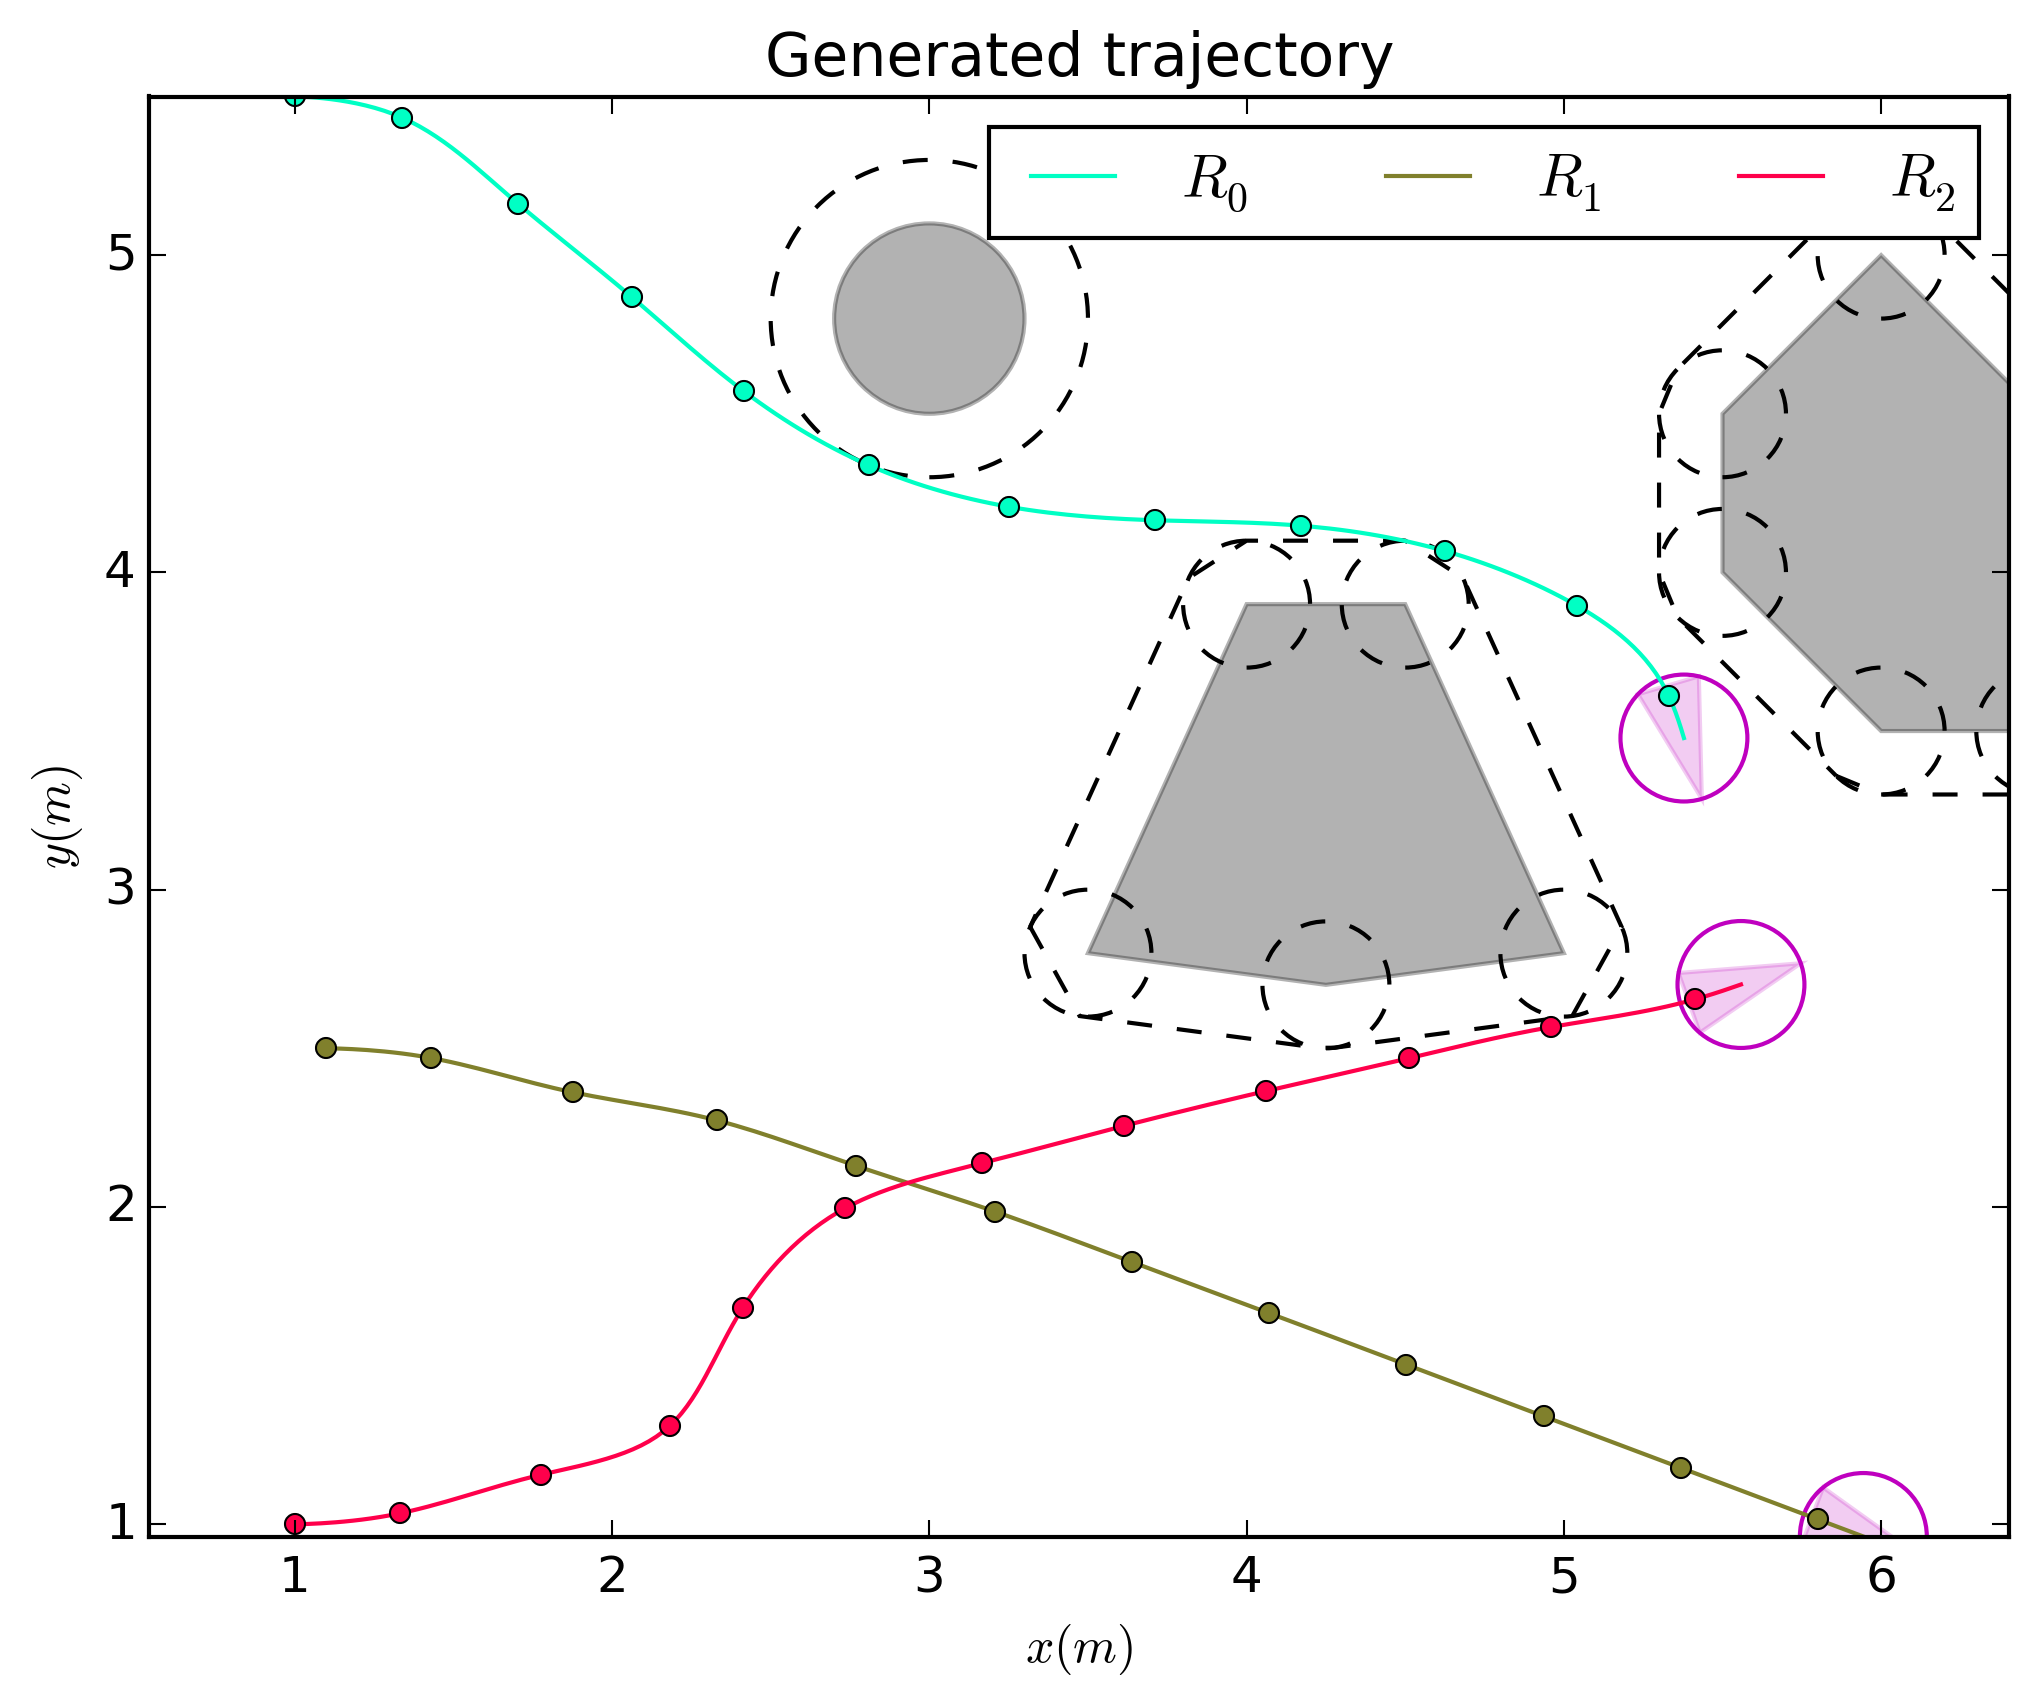 Generated trajectory
R₀ R₁ R₂
5
4
3
2
1
y(m)
1 2 3 4 5 6
x(m)